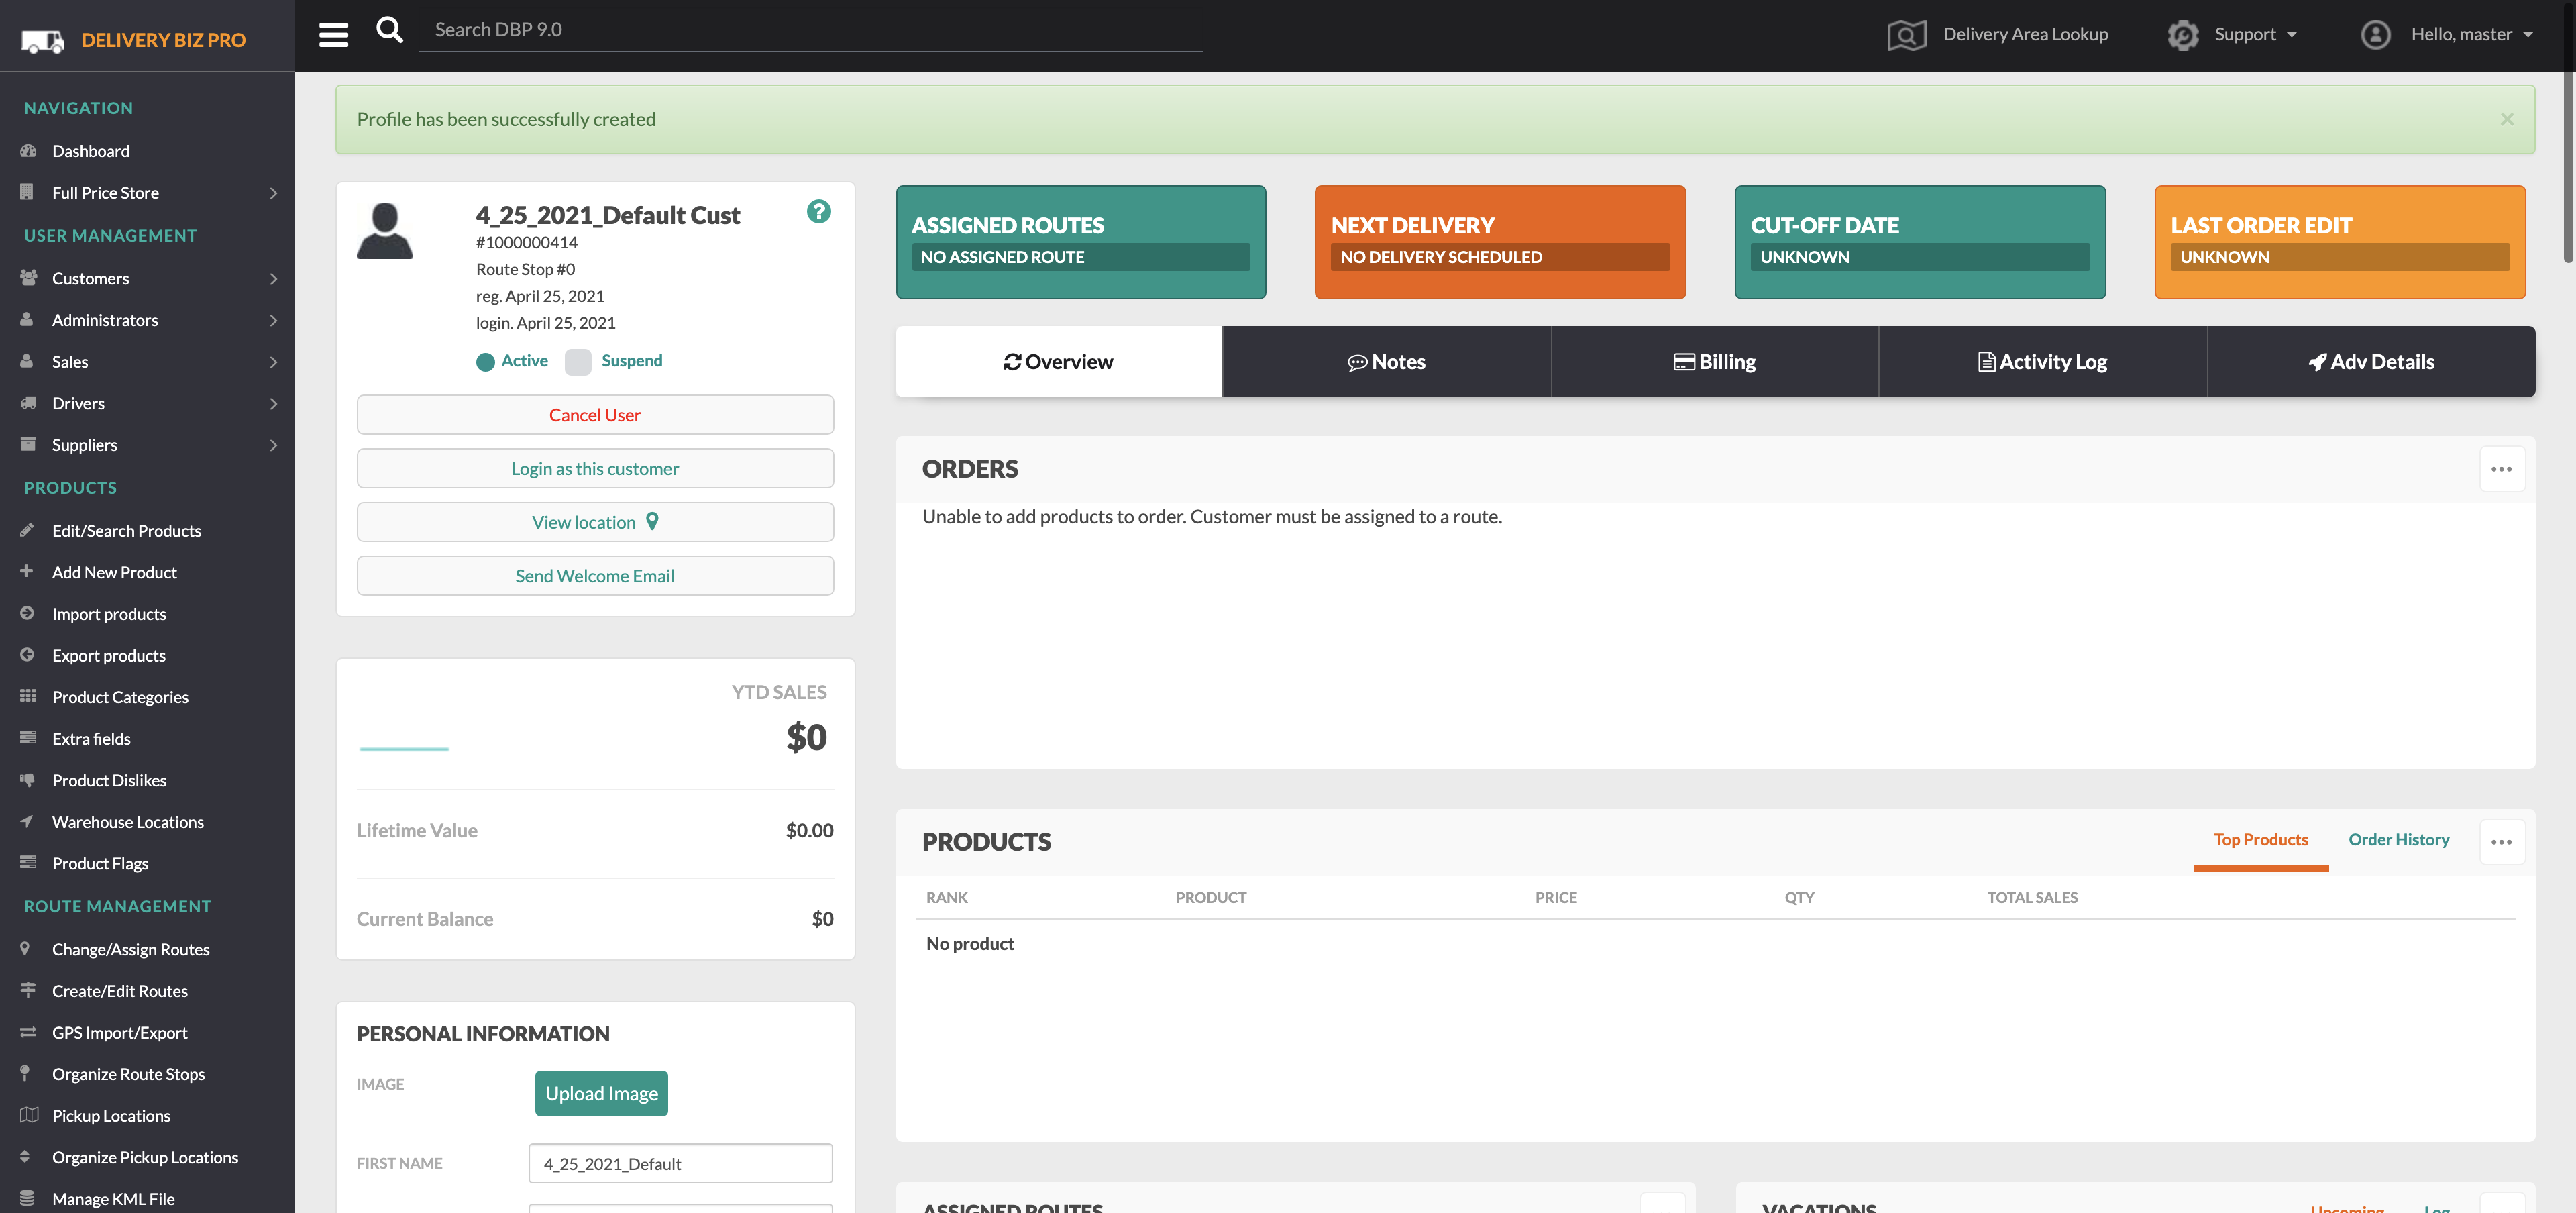 DELIVERY BIZ PRO
Search DBP 9.0
Delivery Area Lookup
Support
Hello, master
NAVIGATION
Dashboard
Full Price Store
USER MANAGEMENT
Customers
Administrators
Sales
Drivers
Suppliers
PRODUCTS
Edit/Search Products
Add New Product
Import products
Export products
Product Categories
Extra fields
Product Dislikes
Warehouse Locations
Product Flags
ROUTE MANAGEMENT
Change/Assign Routes
Create/Edit Routes
GPS Import/Export
Organize Route Stops
Pickup Locations
Organize Pickup Locations
Manage KML File
Profile has been successfully created
×
4_25_2021_Default Cust
?
#1000000414
Route Stop #0
reg. April 25, 2021
login. April 25, 2021
Active Suspend
Cancel User
Login as this customer
View location
Send Welcome Email
YTD SALES
$0
Lifetime Value $0.00
Current Balance $0
PERSONAL INFORMATION
IMAGE Upload Image
FIRST NAME 4_25_2021_Default
ASSIGNED ROUTES
NO ASSIGNED ROUTE
NEXT DELIVERY
NO DELIVERY SCHEDULED
CUT-OFF DATE
UNKNOWN
LAST ORDER EDIT
UNKNOWN
Overview Notes Billing Activity Log Adv Details
ORDERS
Unable to add products to order. Customer must be assigned to a route.
PRODUCTS Top Products Order History
RANK PRODUCT PRICE QTY TOTAL SALES
No product
ASSIGNED ROUTES
VACATIONS Upcoming Log